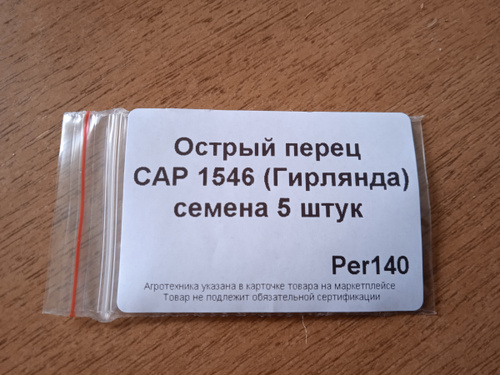 Острый перец
CAP 1546 (Гирлянда)
семена 5 штук
Per140
Агротехника указана в карточке товара на маркетплейсе
Товар не подлежит обязательной сертификации